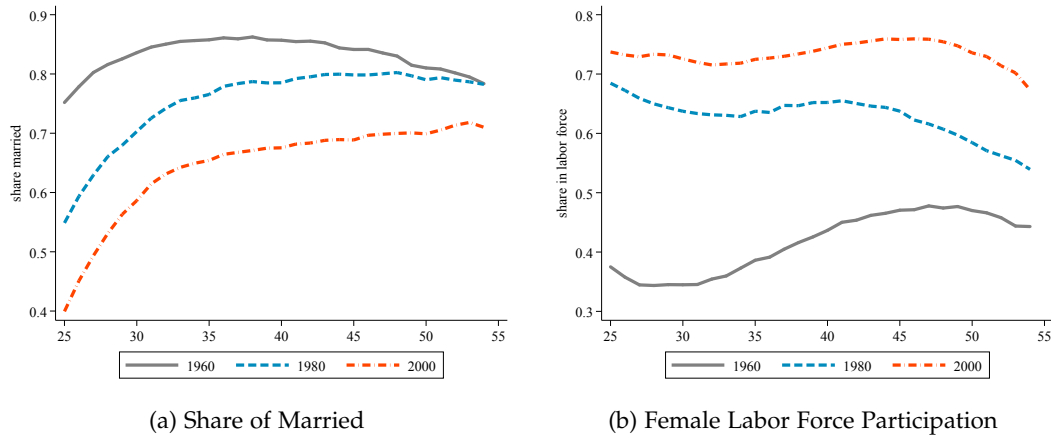 0.9
0.8
0.7
0.6
0.5
0.4
share married
25 30 35 40 45 50 55
1960 1980 2000
(a) Share of Married
0.8
0.7
0.6
0.5
0.4
0.3
share in labor force
25 30 35 40 45 50 55
1960 1980 2000
(b) Female Labor Force Participation